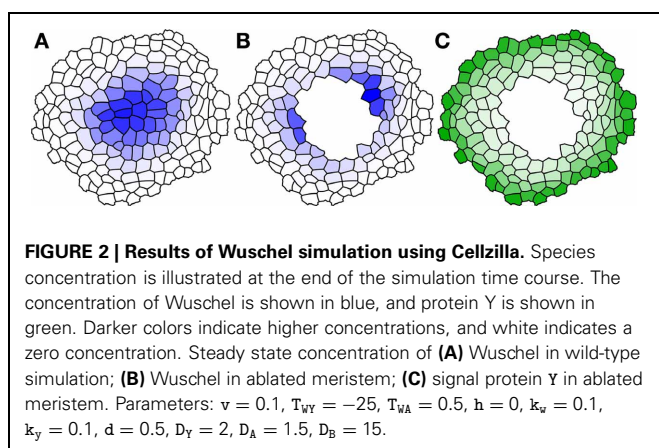 A B C
FIGURE 2 | Results of Wuschel simulation using Cellzilla. Species
concentration is illustrated at the end of the simulation time course. The
concentration of Wuschel is shown in blue, and protein Y is shown in
green. Darker colors indicate higher concentrations, and white indicates a
zero concentration. Steady state concentration of (A) Wuschel in wild-type
simulation; (B) Wuschel in ablated meristem; (C) signal protein Y in ablated
meristem. Parameters: v = 0.1, T_WY = −25, T_WA = 0.5, h = 0, k_w = 0.1,
k_y = 0.1, d = 0.5, D_Y = 2, D_A = 1.5, D_B = 15.